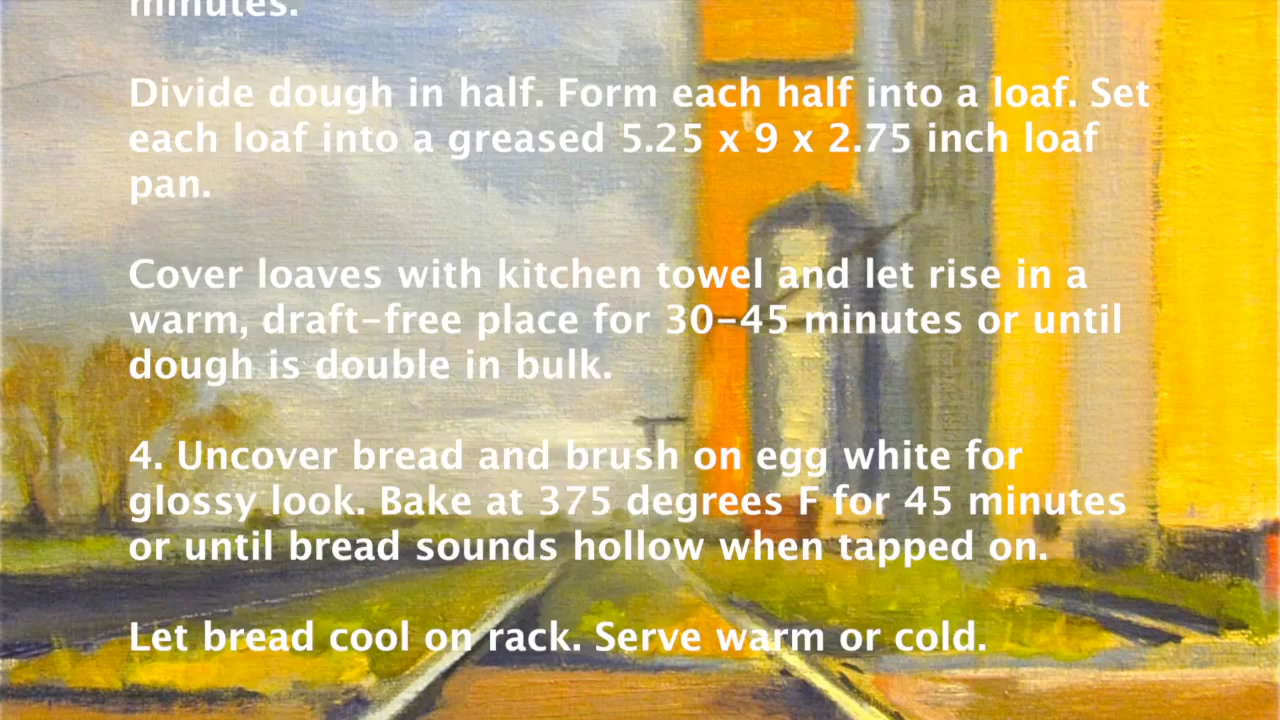 minutes.
Divide dough in half. Form each half into a loaf. Set
each loaf into a greased 5.25 x 9 x 2.75 inch loaf
pan.
Cover loaves with kitchen towel and let rise in a
warm, draft-free place for 30-45 minutes or until
dough is double in bulk.
4. Uncover bread and brush on egg white for
glossy look. Bake at 375 degrees F for 45 minutes
or until bread sounds hollow when tapped on.
Let bread cool on rack. Serve warm or cold.